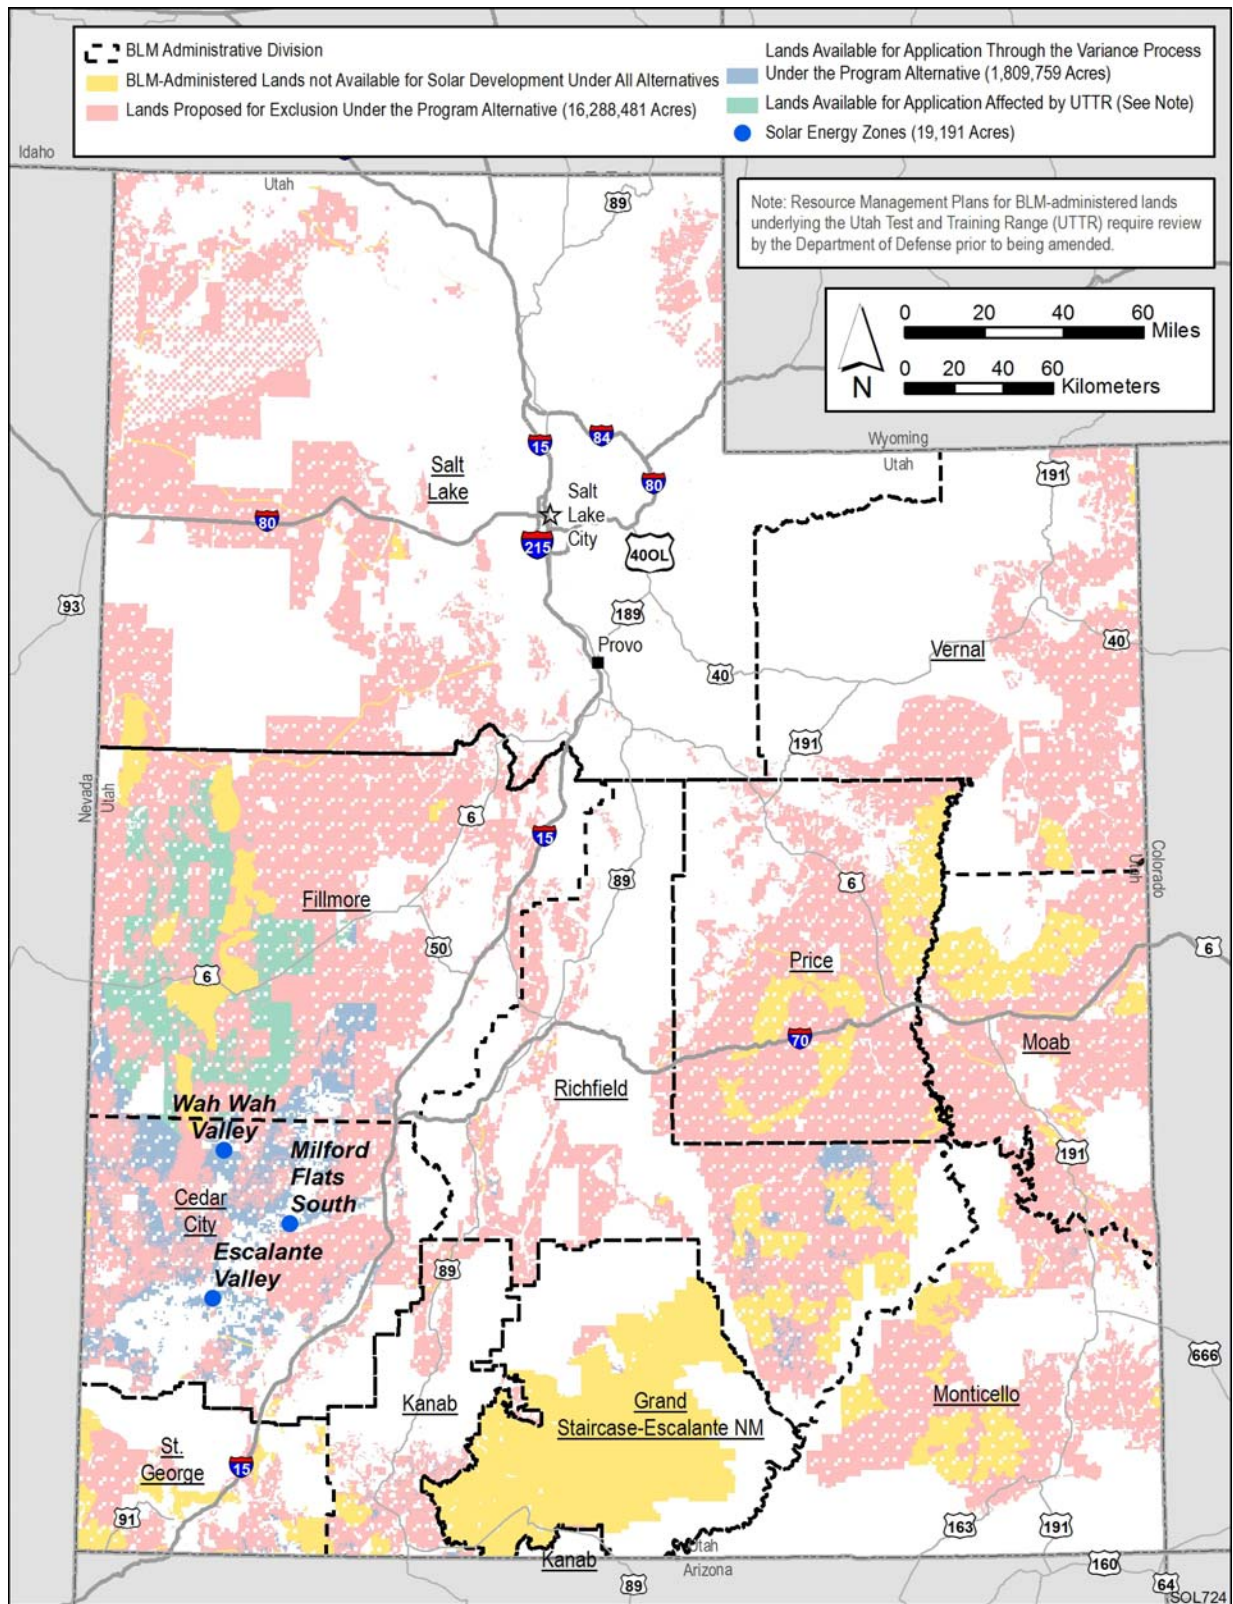 BLM Administrative Division
BLM-Administered Lands not Available for Solar Development Under All Alternatives
Lands Proposed for Exclusion Under the Program Alternative (16,288,481 Acres)
Lands Available for Application Through the Variance Process
Under the Program Alternative (1,809,759 Acres)
Lands Available for Application Affected by UTTR (See Note)
Solar Energy Zones (19,191 Acres)
Idaho
Utah
89
Note: Resource Management Plans for BLM-administered lands
underlying the Utah Test and Training Range (UTTR) require review
by the Department of Defense prior to being amended.
0 20 40 60
Miles
0 20 40 60
Kilometers
N
Wyoming
Utah
15
84
80
191
Salt
Lake
Salt
Lake
City
80
215
40OL
93
189
Provo
Vernal
40
40
191
Nevada
Utah
6
15
89
6
Colorado
Utah
Fillmore
50
6
Price
6
70
Moab
Richfield
Wah Wah
Valley
Milford
Flats
South
191
Cedar
City
Escalante
Valley
89
666
Kanab
Grand
Staircase-Escalante NM
Monticello
St.
George
15
91
163
191
Kanab
Utah
Arizona
89
160
64
SOL724